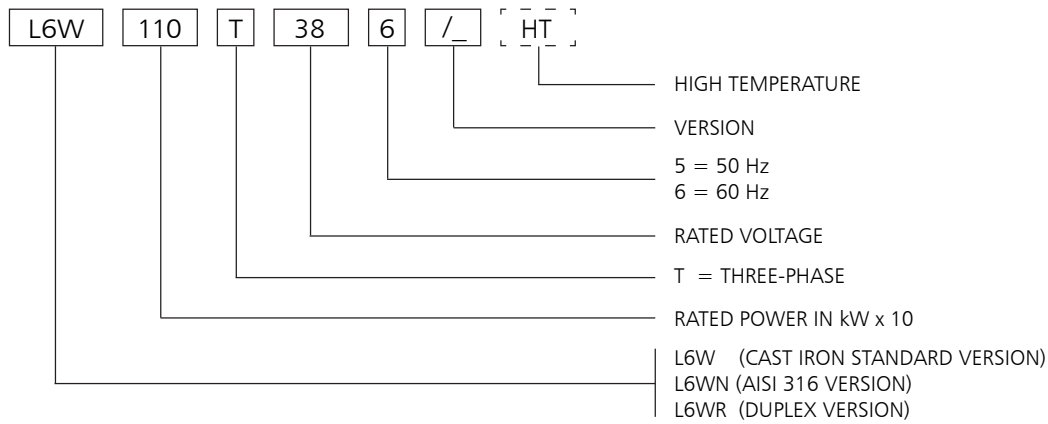 L6W 110 T 38 6 /_ HT
HIGH TEMPERATURE
VERSION
5 = 50 Hz
6 = 60 Hz
RATED VOLTAGE
T = THREE-PHASE
RATED POWER IN kW x 10
L6W (CAST IRON STANDARD VERSION)
L6WN (AISI 316 VERSION)
L6WR (DUPLEX VERSION)